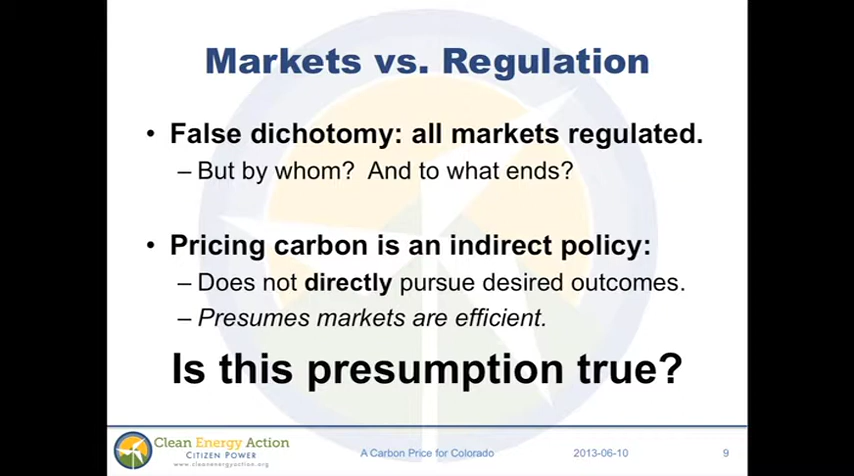 Markets vs. Regulation
• False dichotomy: all markets regulated.
– But by whom? And to what ends?
• Pricing carbon is an indirect policy:
– Does not directly pursue desired outcomes.
– Presumes markets are efficient.
Is this presumption true?
Clean Energy Action
CITIZEN POWER
www.cleanenergyaction.org
A Carbon Price for Colorado
2013-06-10
9